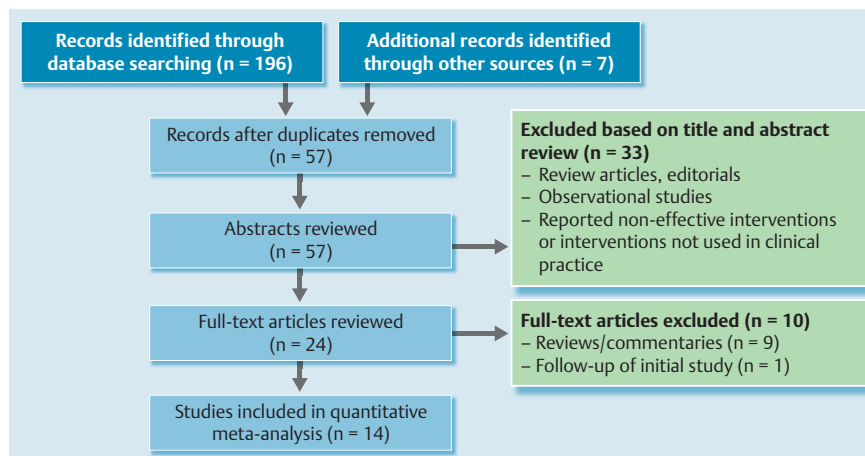 Records identified through
database searching (n = 196)
Additional records identified
through other sources (n = 7)
Records after duplicates removed
(n = 57)
Excluded based on title and abstract
review (n = 33)
– Review articles, editorials
– Observational studies
– Reported non-effective interventions
or interventions not used in clinical
practice
Abstracts reviewed
(n = 57)
Full-text articles reviewed
(n = 24)
Full-text articles excluded (n = 10)
– Reviews/commentaries (n = 9)
– Follow-up of initial study (n = 1)
Studies included in quantitative
meta-analysis (n = 14)